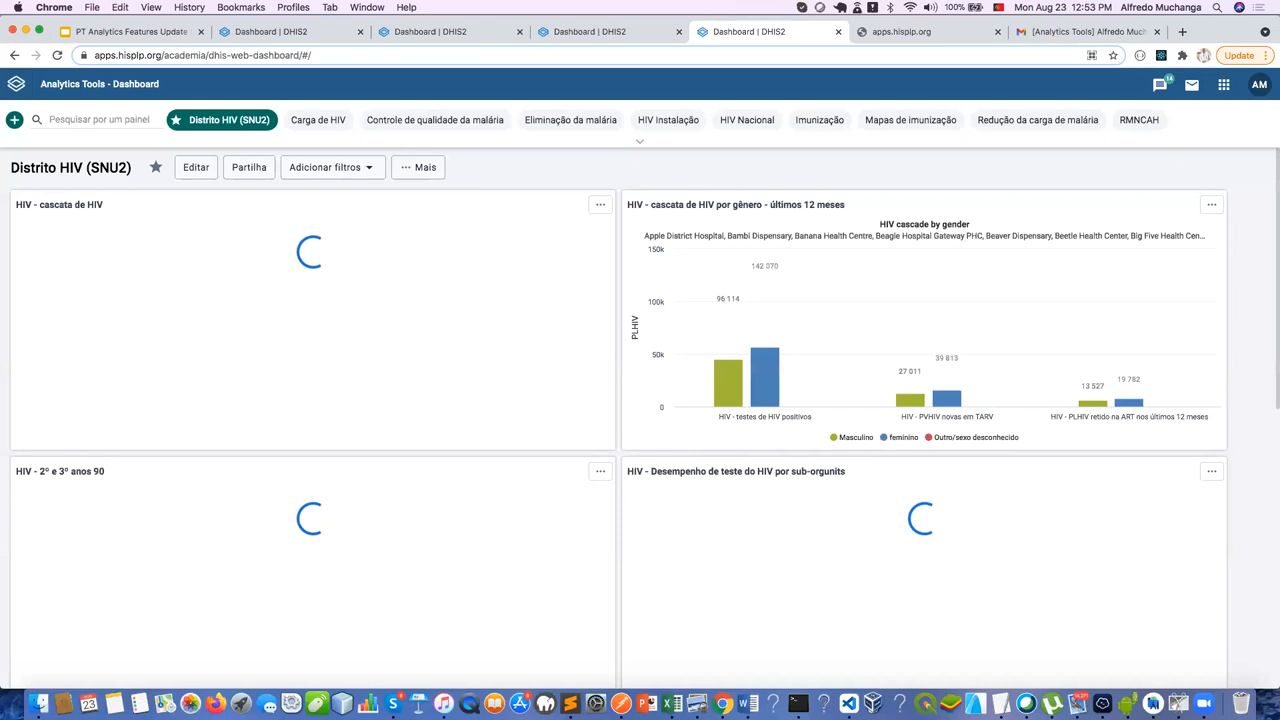 Chrome File Edit View History Bookmarks Profiles Tab Window Help 100% Mon Aug 23 12:53 PM Alfredo Muchanga
PT Analytics Features Update Dashboard | DHIS2 Dashboard | DHIS2 Dashboard | DHIS2 Dashboard | DHIS2 apps.hisplp.org [Analytics Tools] Alfredo Much
apps.hisplp.org/academia/dhis-web-dashboard/#/ Update
Analytics Tools - Dashboard 14 AM
Pesquisar por um painel Distrito HIV (SNU2) Carga de HIV Controle de qualidade da malária Eliminação da malária HIV Instalação HIV Nacional Imunização Mapas de imunização Redução da carga de malária RMNCAH
Distrito HIV (SNU2) Editar Partilha Adicionar filtros Mais
HIV - cascata de HIV
HIV - cascata de HIV por gênero - últimos 12 meses
HIV cascade by gender
Apple District Hospital, Bambi Dispensary, Banana Health Centre, Beagle Hospital Gateway PHC, Beaver Dispensary, Beetle Health Center, Big Five Health Cen...
150k
142 070
96 114
100k
PLHIV
50k
39 813
27 011
19 782
13 527
0
HIV - testes de HIV positivos HIV - PVHIV novas em TARV HIV - PLHIV retido na ART nos últimos 12 meses
Masculino feminino Outro/sexo desconhecido
HIV - 2º e 3º anos 90
HIV - Desempenho de teste do HIV por sub-orgunits